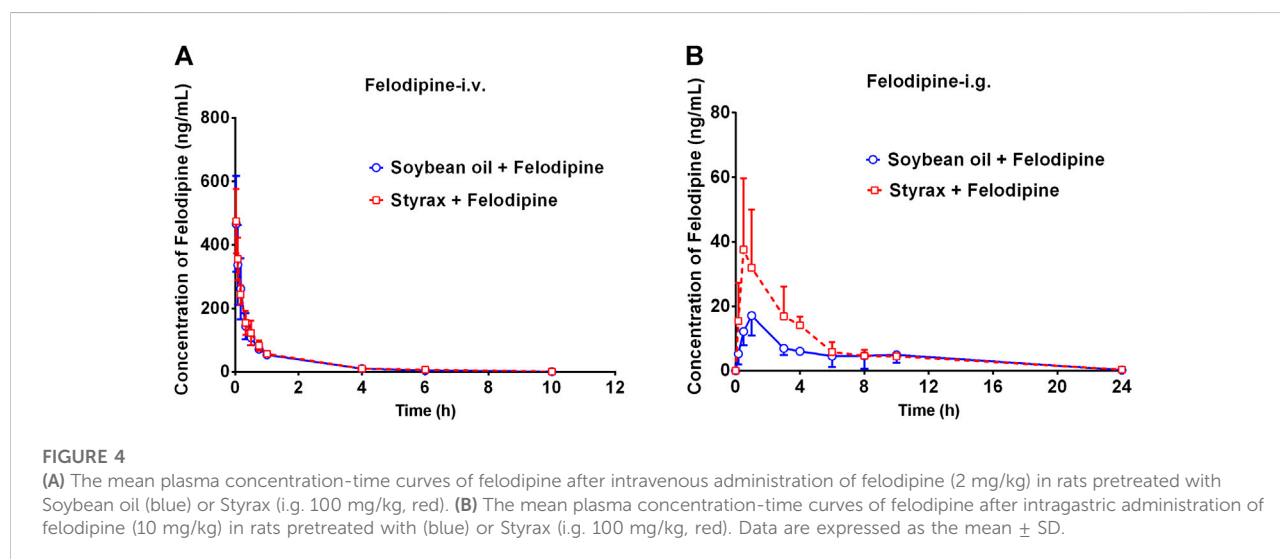 A
Felodipine-i.v.
Concentration of Felodipine (ng/mL)
800
600
400
200
0
Soybean oil + Felodipine
Styrax + Felodipine
0 2 4 6 8 10 12
Time (h)
B
Felodipine-i.g.
Concentration of Felodipine (ng/mL)
80
60
40
20
0
Soybean oil + Felodipine
Styrax + Felodipine
0 4 8 12 16 20 24
Time (h)
FIGURE 4
(A) The mean plasma concentration-time curves of felodipine after intravenous administration of felodipine (2 mg/kg) in rats pretreated with
Soybean oil (blue) or Styrax (i.g. 100 mg/kg, red). (B) The mean plasma concentration-time curves of felodipine after intragastric administration of
felodipine (10 mg/kg) in rats pretreated with (blue) or Styrax (i.g. 100 mg/kg, red). Data are expressed as the mean ± SD.